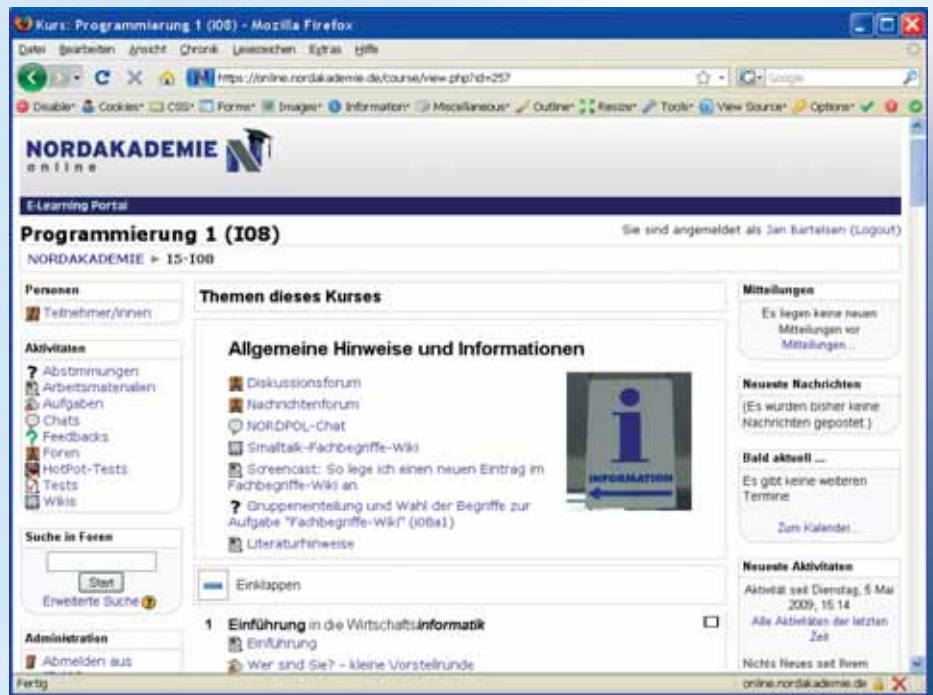 Kurs: Programmierung 1 (I08) - Mozilla Firefox
Datei Bearbeiten Ansicht Chronik Lesezeichen Extras Hilfe
https://online.nordakademie.de/course/view.php?id=257
Google
Disable Cookies CSS Forms Images Information Miscellaneous Outline Resize Tools View Source Options
NORDAKADEMIE
online
E-Learning Portal
Programmierung 1 (I08)
Sie sind angemeldet als Jan Bartelsen (Logout)
NORDAKADEMIE ► I5-I08
Personen
Teilnehmer/innen
Aktivitäten
Abstimmungen
Arbeitsmaterialien
Aufgaben
Chats
Feedbacks
Foren
HotPot-Tests
Tests
Wikis
Suche in Foren
Start
Erweiterte Suche
Administration
Abmelden aus
Themen dieses Kurses
Allgemeine Hinweise und Informationen
Diskussionsforum
Nachrichtenforum
NORDPOL-Chat
Smalltalk-Fachbegriffe-Wiki
Screencast: So lege ich einen neuen Eintrag im
Fachbegriffe-Wiki an
Gruppeneinteilung und Wahl der Begriffe zur
Aufgabe "Fachbegriffe-Wiki" (I08a1)
Literaturhinweise
i
INFORMATION
Einklappen
1 Einführung in die Wirtschaftsinformatik
Einführung
Wer sind Sie? - kleine Vorstellrunde
Mitteilungen
Es liegen keine neuen
Mitteilungen vor
Mitteilungen...
Neueste Nachrichten
(Es wurden bisher keine
Nachrichten gepostet.)
Bald aktuell ...
Es gibt keine weiteren
Termine
Zum Kalender...
Neueste Aktivitäten
Aktivität seit Dienstag, 5 Mai
2009, 15:14
Alle Aktivitäten der letzten
Zeit
Nichts Neues seit Ihrem
Fertig
online.nordakademie.de